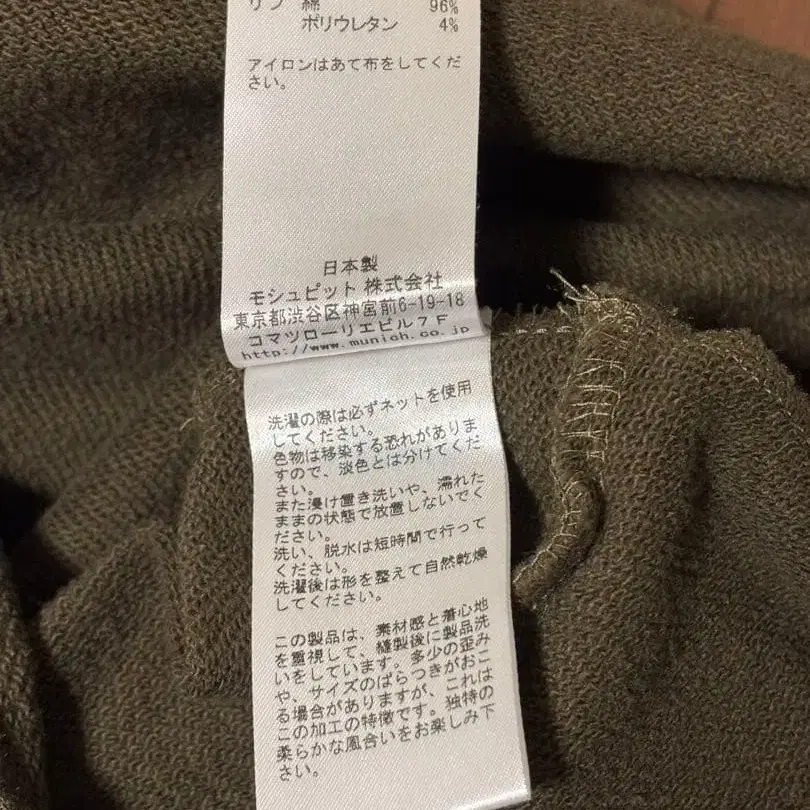 リブ 綿 96%
ポリウレタン 4%
アイロンはあて布をしてくだ
さい。
日本製
モシュピット 株式会社
東京都渋谷区神宮前6-19-18
コマツローリエビル7F
http://www.munich.co.jp
洗濯の際は必ずネットを使用
してください。
色物は移染する恐れがありま
すので、淡色とは分けてくだ
さい。
また浸け置き洗いや、濡れた
ままの状態で放置しないでく
ださい。
洗い、脱水は短時間で行って
ください。
洗濯後は形を整えて自然乾燥
してください。
この製品は、素材感と着心地
を重視して、縫製後に製品洗
いをしています。多少の歪み
や、サイズのばらつきがおこ
る場合がありますが、これは
この加工の特徴です。独特の
柔らかな風合いをお楽しみ下
さい。